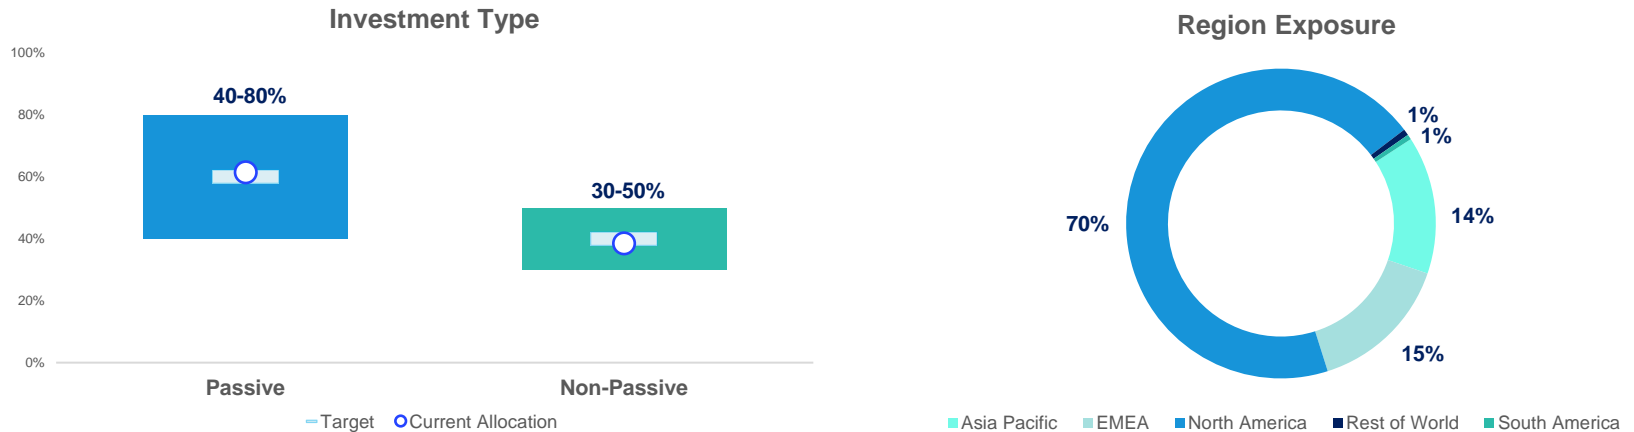 Investment Type
100%
80%
60%
40%
20%
0%
40-80%
30-50%
Passive
Non-Passive
Target
Current Allocation
Region Exposure
1%
1%
14%
70%
15%
Asia Pacific
EMEA
North America
Rest of World
South America